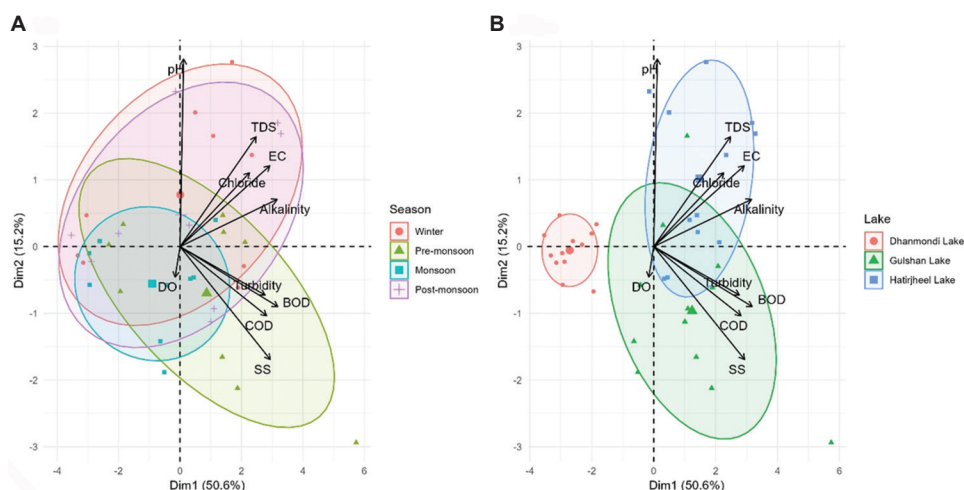 A
3
2
1
0
-1
-2
-3
-4
-2
0
2
4
6
Dim2 (15.2%)
Dim1 (50.6%)
pH
TDS
EC
Chloride
Alkalinity
DO
Turbidity
BOD
COD
SS
Season
Winter
Pre-monsoon
Monsoon
Post-monsoon
B
3
2
1
0
-1
-2
-3
-4
-2
0
2
4
6
Dim2 (15.2%)
Dim1 (50.6%)
pH
TDS
EC
Chloride
Alkalinity
DO
Turbidity
BOD
COD
SS
Lake
Dhanmondi Lake
Gulshan Lake
Hatirjheel Lake